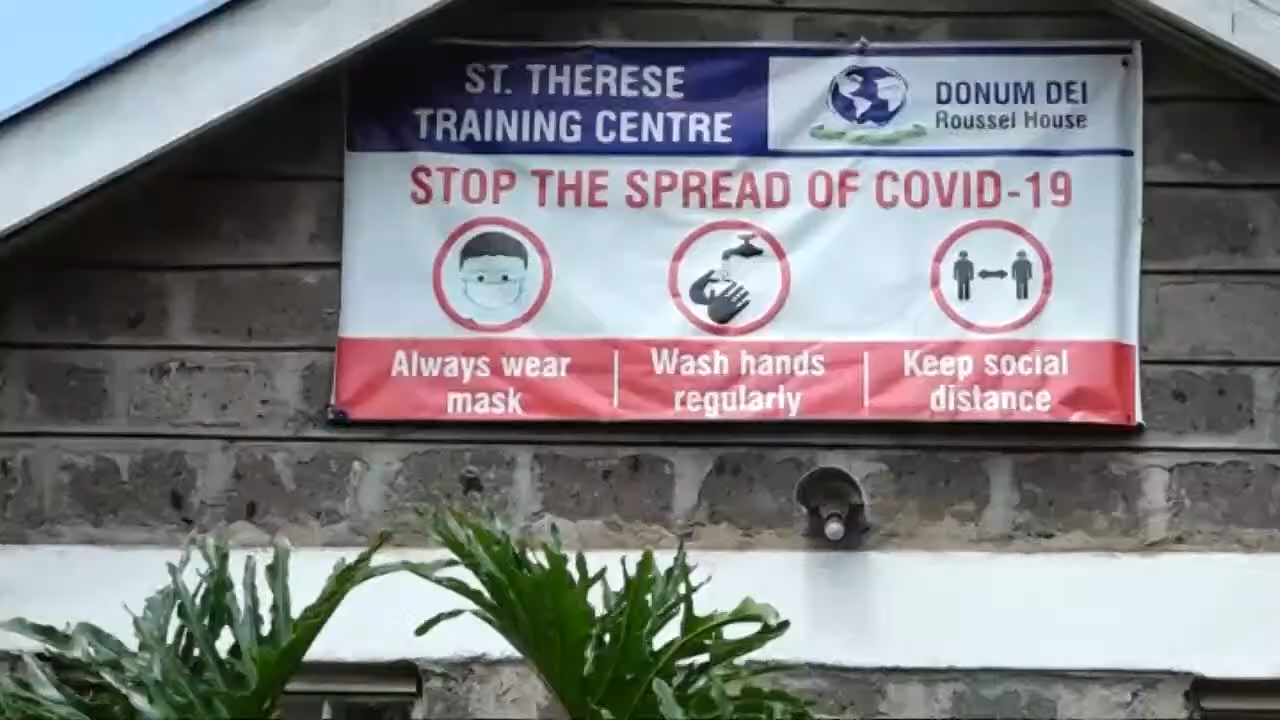 ST. THERESE
TRAINING CENTRE
DONUM DEI
Roussel House
STOP THE SPREAD OF COVID-19
Always wear
mask
Wash hands
regularly
Keep social
distance